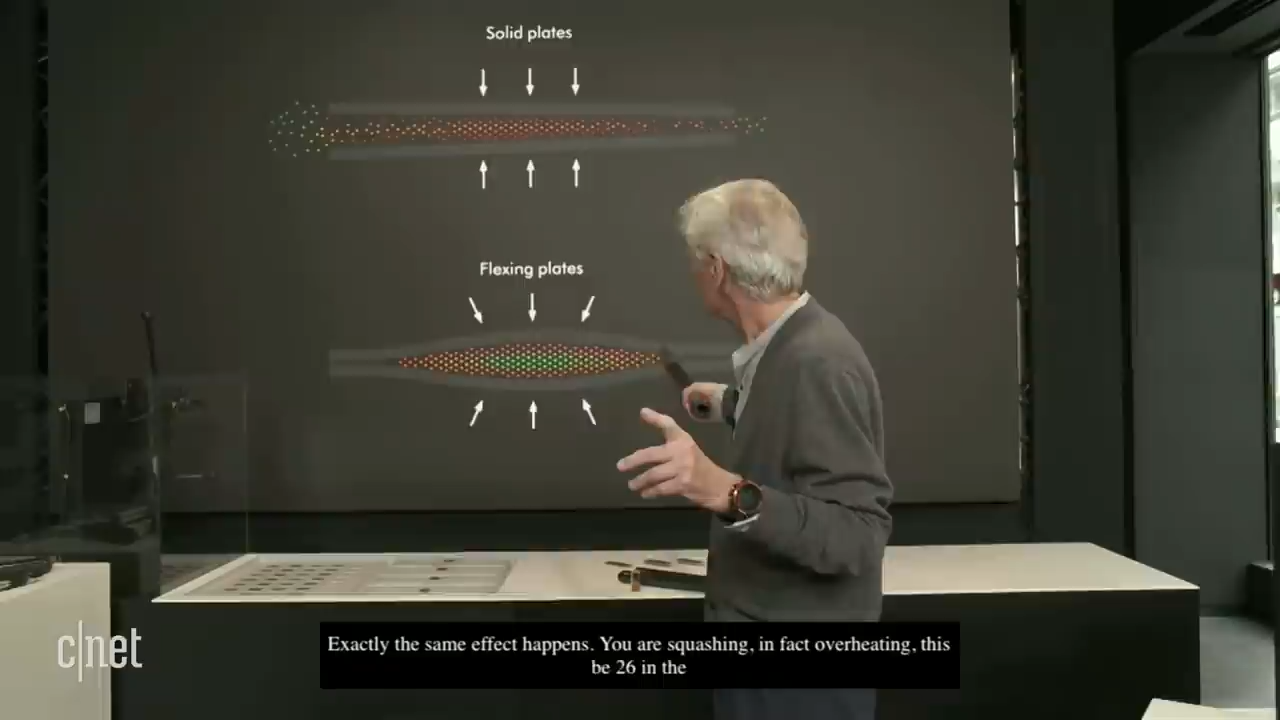 Solid plates
Flexing plates
c|net
Exactly the same effect happens. You are squashing, in fact overheating, this
be 26 in the